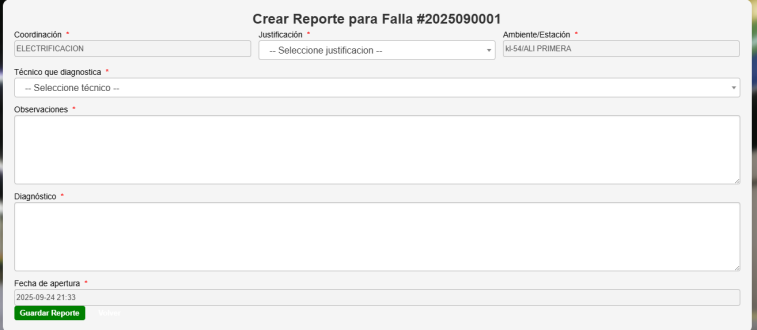 Crear Reporte para Falla #2025090001
Coordinación * Justificación * Ambiente/Estación *
ELECTRIFICACION -- Seleccione justificacion -- kl-54/ALI PRIMERA
Técnico que diagnostica *
-- Seleccione técnico --
Observaciones *
Diagnóstico *
Fecha de apertura *
2025-09-24 21:33
Guardar Reporte